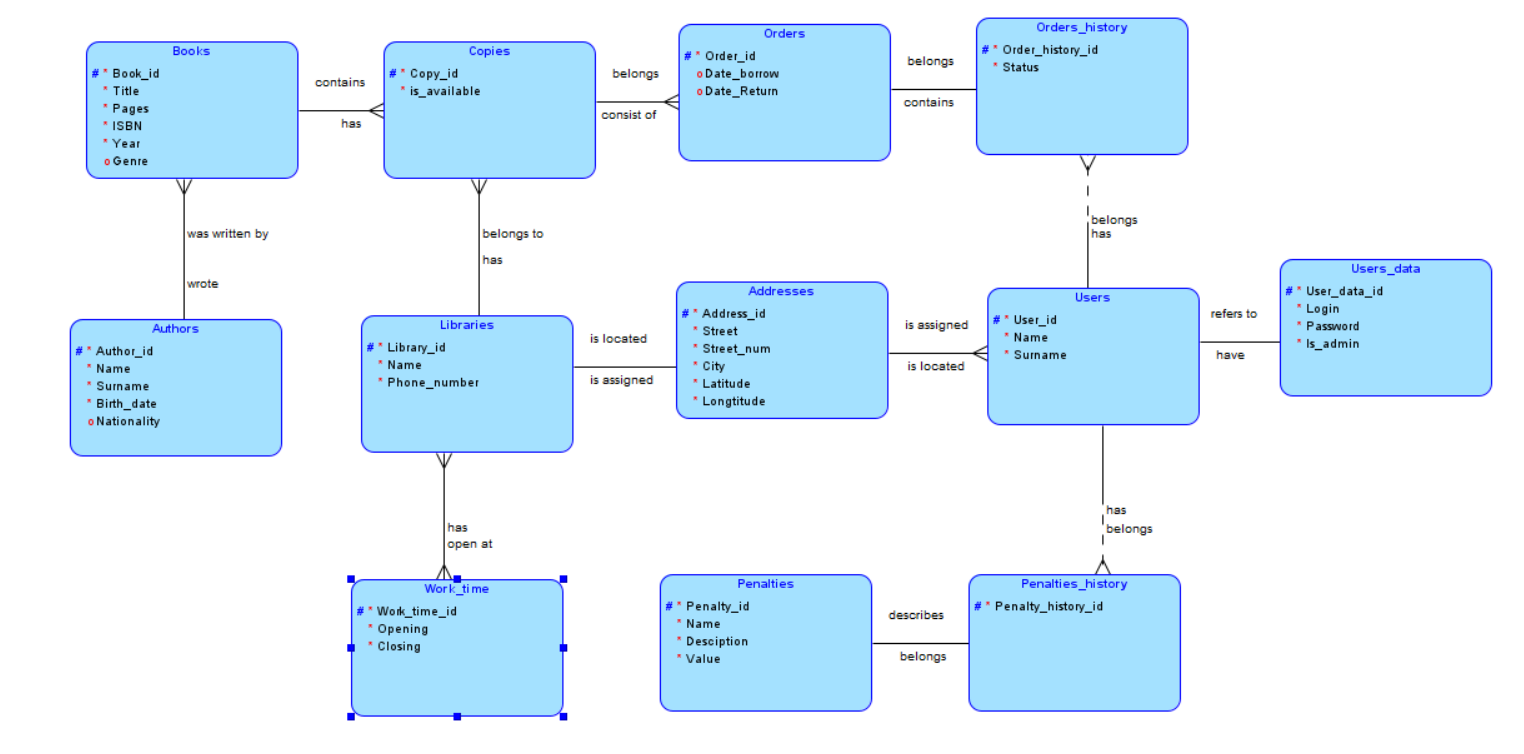 Books
# * Book_id
* Title
* Pages
* ISBN
* Year
o Genre
contains
has
Copies
# * Copy_id
* is_available
belongs
consist of
Orders
# * Order_id
o Date_borrow
o Date_Return
belongs
contains
Orders_history
# * Order_history_id
* Status
was written by
wrote
belongs to
has
belongs
has
Authors
# * Author_id
* Name
* Surname
* Birth_date
o Nationality
Libraries
# * Library_id
* Name
* Phone_number
is located
is assigned
Addresses
# * Address_id
* Street
* Street_num
* City
* Latitude
* Longtitude
is assigned
is located
Users
# * User_id
* Name
* Surname
refers to
have
Users_data
# * User_data_id
* Login
* Password
* Is_admin
has
open at
has
belongs
Work_time
# * Work_time_id
* Opening
* Closing
Penalties
# * Penalty_id
* Name
* Desciption
* Value
describes
belongs
Penalties_history
# * Penalty_history_id